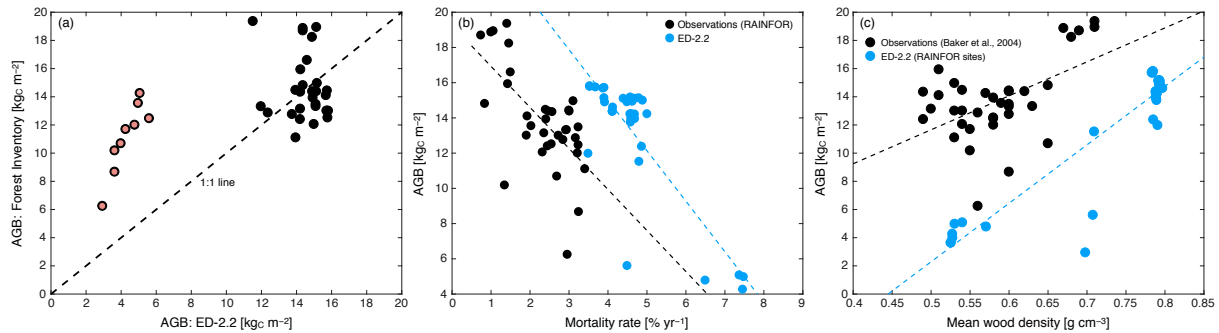 (a)
20
18
16
14
12
10
8
6
4
2
0
AGB: Forest Inventory [kgC m−2]
1:1 line
0 2 4 6 8 10 12 14 16 18 20
AGB: ED-2.2 [kgC m−2]
(b)
Observations (RAINFOR)
ED-2.2
20
18
16
14
12
10
8
6
4
AGB [kgC m−2]
0 1 2 3 4 5 6 7 8 9
Mortality rate [% yr−1]
(c)
Observations (Baker et al., 2004)
ED-2.2 (RAINFOR sites)
20
18
16
14
12
10
8
6
4
2
0
AGB [kgC m−2]
0.4 0.45 0.5 0.55 0.6 0.65 0.7 0.75 0.8 0.85
Mean wood density [g cm−3]